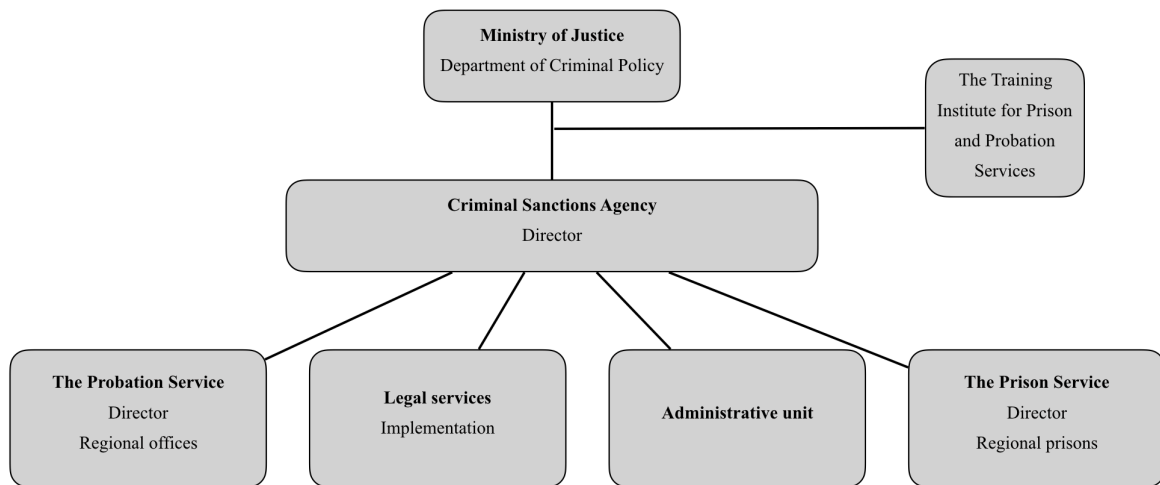 Ministry of Justice
Department of Criminal Policy
The Training
Institute for Prison
and Probation
Services
Criminal Sanctions Agency
Director
The Probation Service
Director
Regional offices
Legal services
Implementation
Administrative unit
The Prison Service
Director
Regional prisons